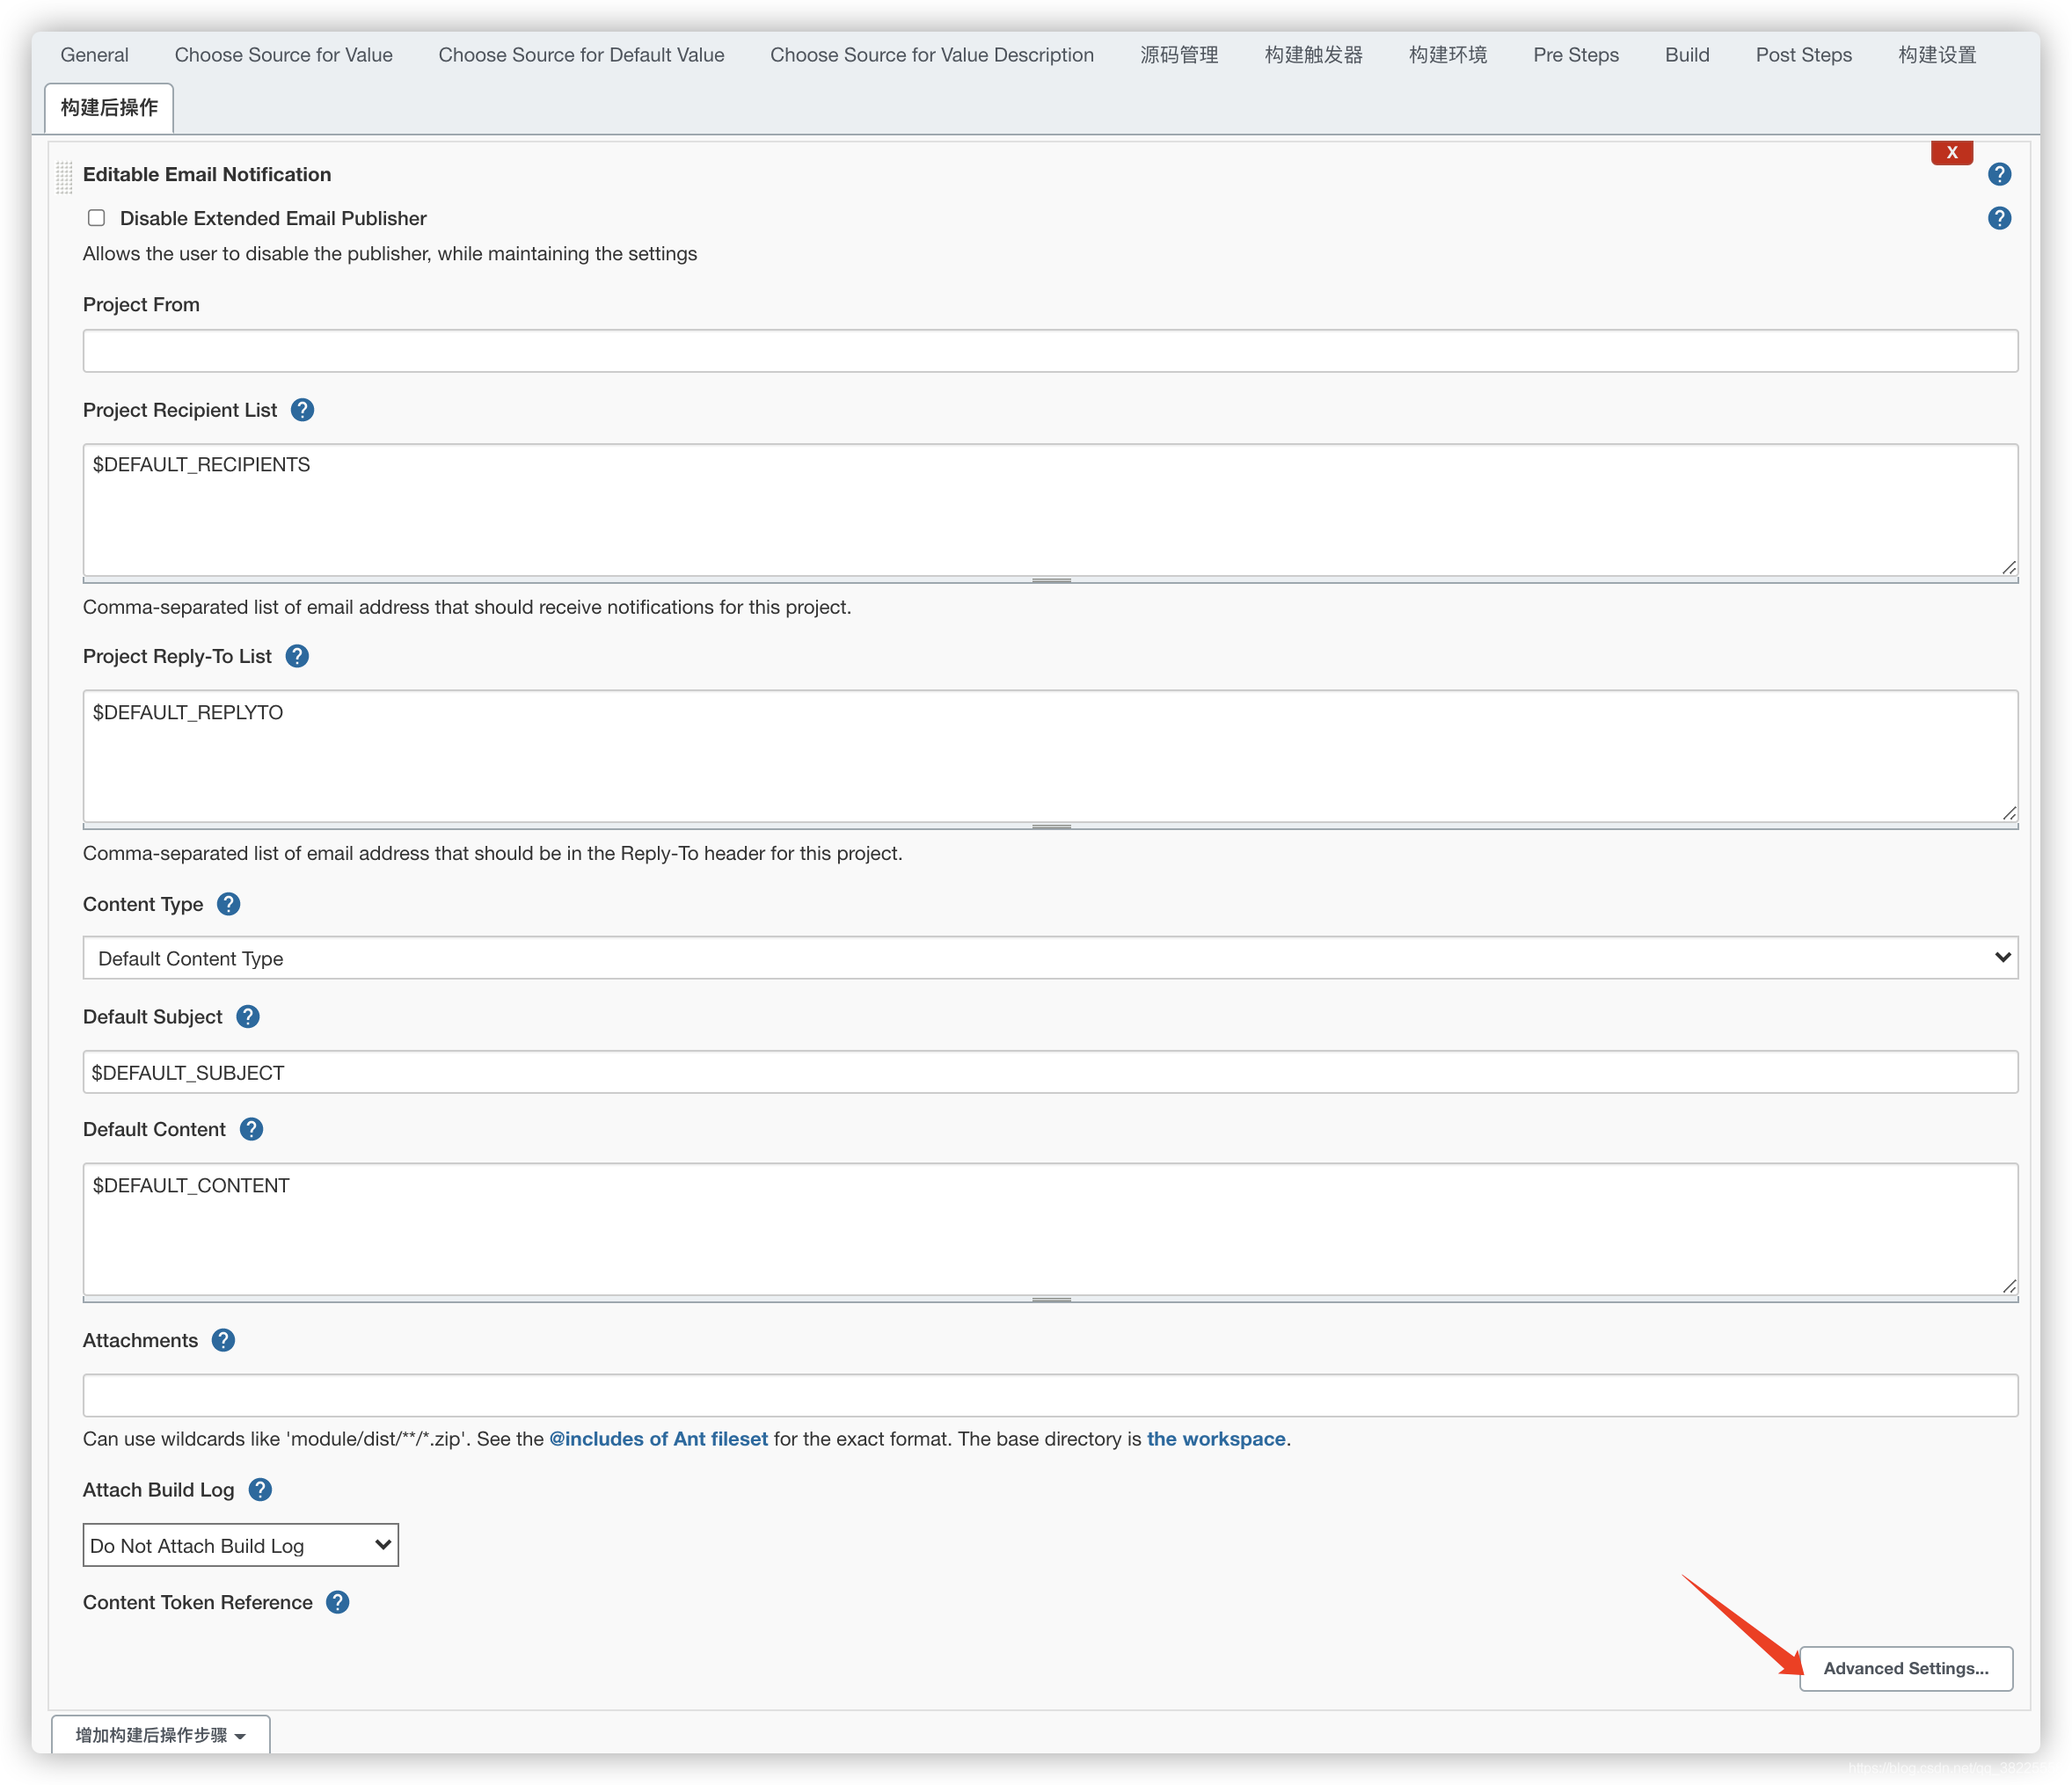 General Choose Source for Value Choose Source for Default Value Choose Source for Value Description 源码管理 构建触发器 构建环境 Pre Steps Build Post Steps 构建设置
构建后操作
X
Editable Email Notification ?
Disable Extended Email Publisher ?
Allows the user to disable the publisher, while maintaining the settings
Project From
Project Recipient List ?
$DEFAULT_RECIPIENTS
Comma-separated list of email address that should receive notifications for this project.
Project Reply-To List ?
$DEFAULT_REPLYTO
Comma-separated list of email address that should be in the Reply-To header for this project.
Content Type ?
Default Content Type
Default Subject ?
$DEFAULT_SUBJECT
Default Content ?
$DEFAULT_CONTENT
Attachments ?
Can use wildcards like 'module/dist/**/*.zip'. See the @includes of Ant fileset for the exact format. The base directory is the workspace.
Attach Build Log ?
Do Not Attach Build Log
Content Token Reference ?
Advanced Settings...
增加构建后操作步骤